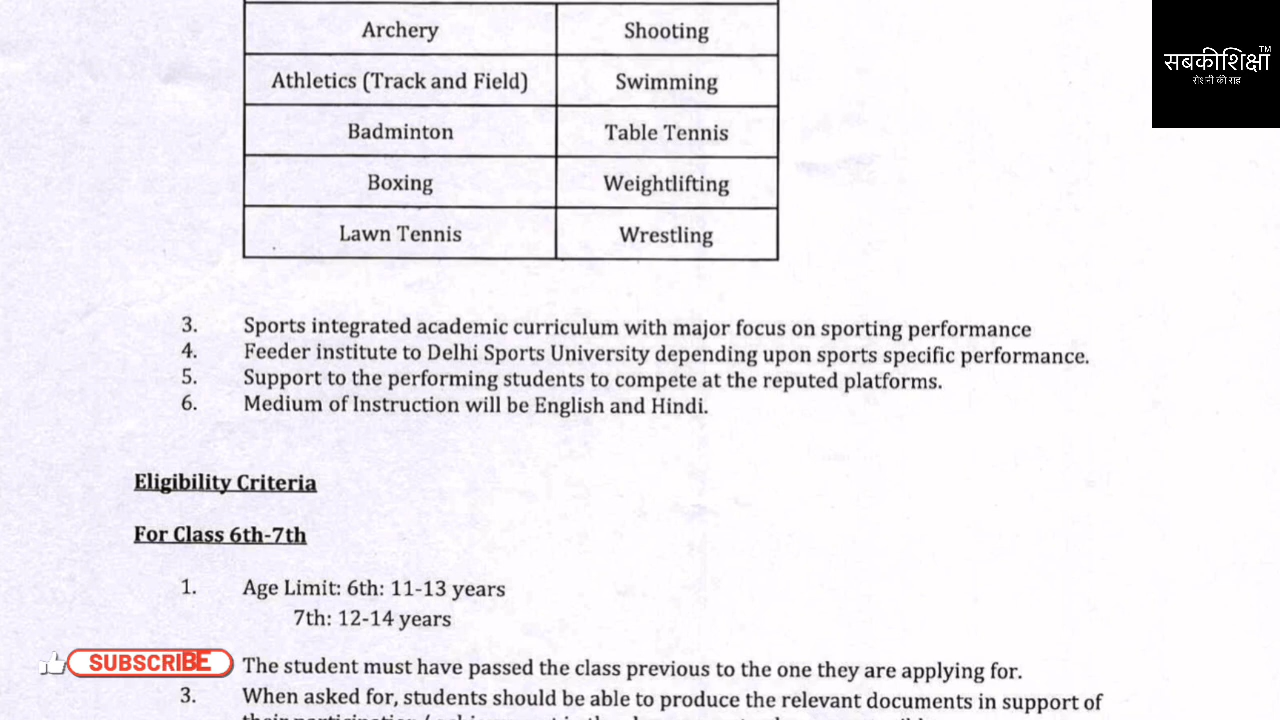 Archery Shooting
सबकीशिक्षा™
रोशनी की राह
Athletics (Track and Field) Swimming
Badminton Table Tennis
Boxing Weightlifting
Lawn Tennis Wrestling
3. Sports integrated academic curriculum with major focus on sporting performance
4. Feeder institute to Delhi Sports University depending upon sports specific performance.
5. Support to the performing students to compete at the reputed platforms.
6. Medium of Instruction will be English and Hindi.
Eligibility Criteria
For Class 6th-7th
1. Age Limit: 6th: 11-13 years
7th: 12-14 years
SUBSCRIBE
The student must have passed the class previous to the one they are applying for.
3. When asked for, students should be able to produce the relevant documents in support of